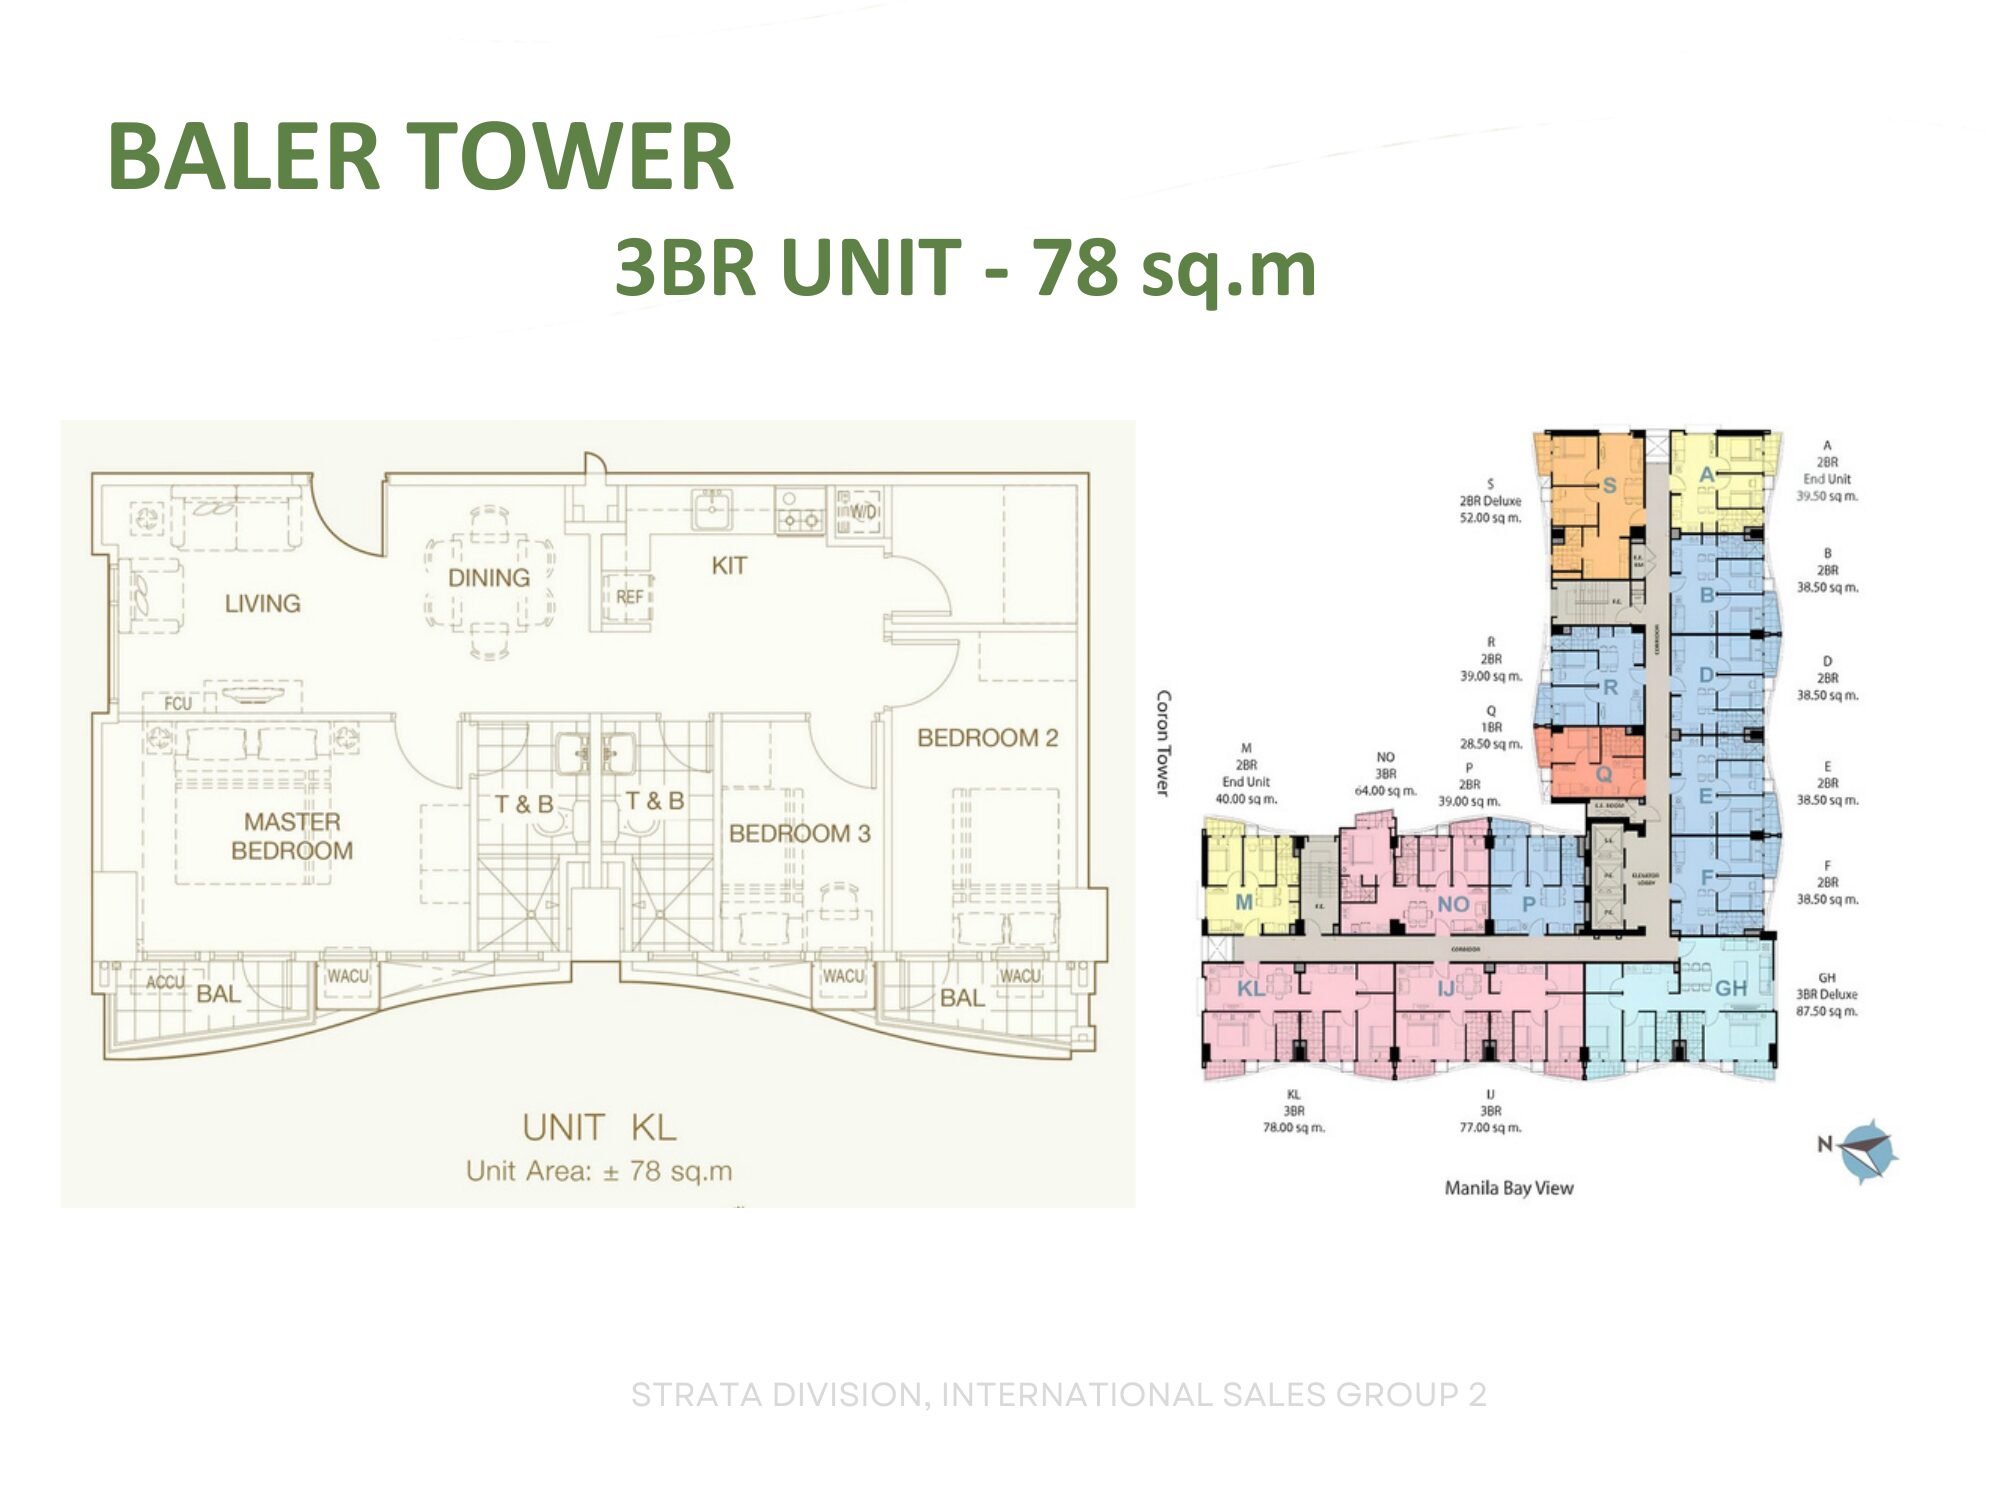 BALER TOWER
3BR UNIT - 78 sq.m
LIVING
DINING
KIT
W/D
REF
FCU
MASTER
BEDROOM
T & B
T & B
BEDROOM 3
BEDROOM 2
ACCU
BAL
WACU
WACU
BAL
WACU
UNIT KL
Unit Area: ± 78 sq.m
S
2BR Deluxe
52.00 sq m.
R
2BR
39.00 sq m.
Q
1BR
28.50 sq m.
P
2BR
39.00 sq m.
NO
3BR
64.00 sq m.
M
2BR
End Unit
40.00 sq m.
Coron Tower
A
2BR
End Unit
39.50 sq m.
B
2BR
38.50 sq m.
D
2BR
38.50 sq m.
E
2BR
38.50 sq m.
F
2BR
38.50 sq m.
GH
3BR Deluxe
87.50 sq m.
S
A
B
R
D
Q
E
F
M
NO
P
KL
IJ
GH
F.E.
CORRIDOR
E.E. ROOM
ELEVATOR
LOBBY
F.E.
CORRIDOR
KL
3BR
78.00 sq m.
IJ
3BR
77.00 sq m.
Manila Bay View
N
STRATA DIVISION, INTERNATIONAL SALES GROUP 2